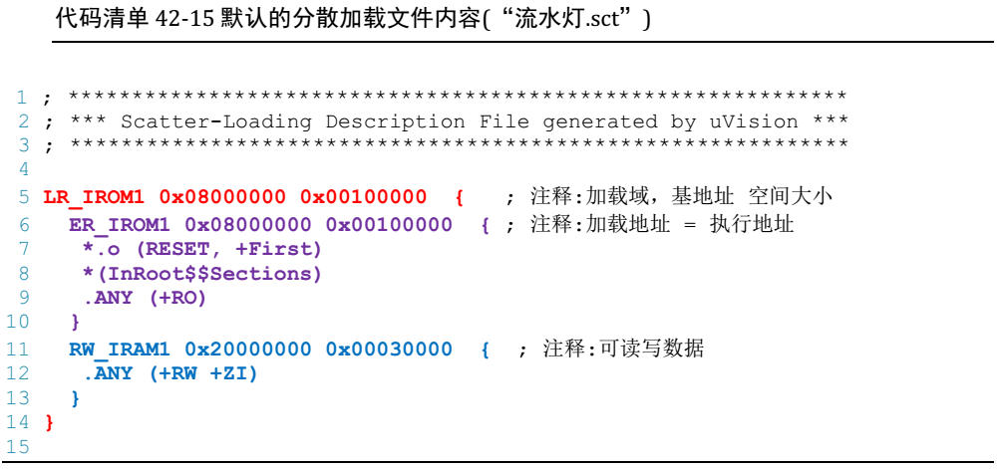 代码清单 42-15 默认的分散加载文件内容(“流水灯.sct”)
1 ; *************************************************************
2 ; *** Scatter-Loading Description File generated by uVision ***
3 ; *************************************************************
4
5 LR_IROM1 0x08000000 0x00100000  {    ; 注释:加载域，基地址 空间大小
6   ER_IROM1 0x08000000 0x00100000  { ; 注释:加载地址 = 执行地址
7    *.o (RESET, +First)
8    *(InRoot$$Sections)
9    .ANY (+RO)
10   }
11   RW_IRAM1 0x20000000 0x00030000  {  ; 注释:可读写数据
12    .ANY (+RW +ZI)
13   }
14 }
15